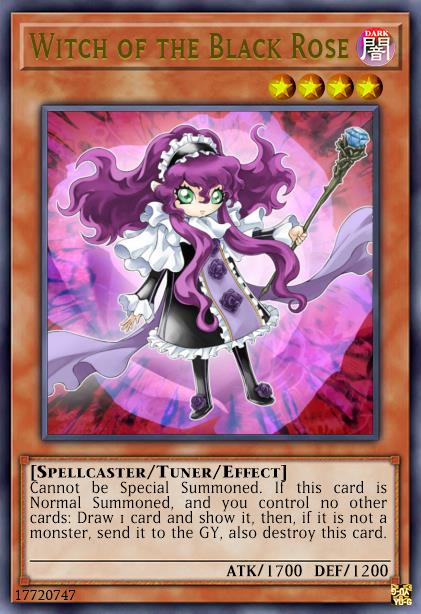 WITCH OF THE BLACK ROSE
DARK
闇
[SPELLCASTER/TUNER/EFFECT]
Cannot be Special Summoned. If this card is
Normal Summoned, and you control no other
cards: Draw 1 card and show it, then, if it is not a
monster, send it to the GY, also destroy this card.
ATK/1700 DEF/1200
17720747